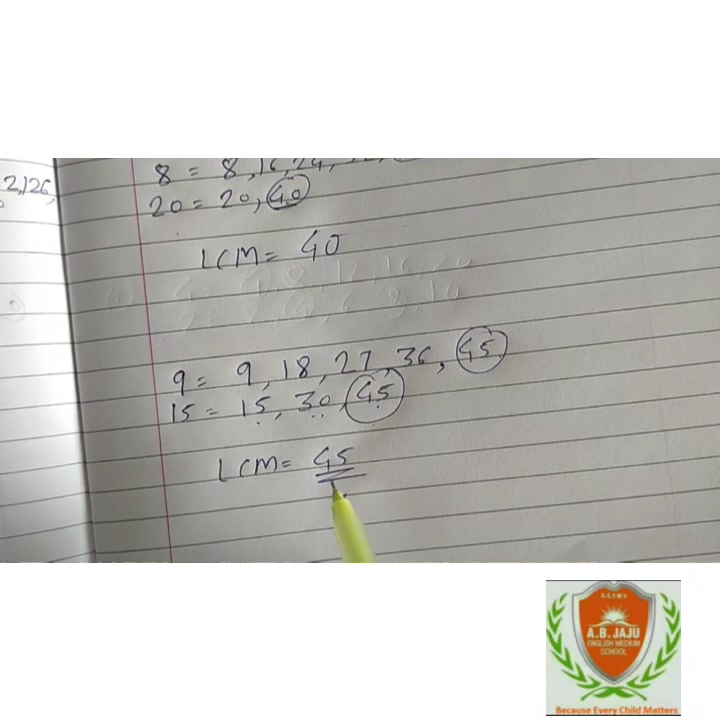 2,126,
8 = 8, 16, 24,
20 = 20, 40
LCM = 40
9 = 9, 18, 27, 36, 45
15 = 15, 30, 45
LCM = 45
A.B. JAJU
ENGLISH MEDIUM
SCHOOL
Because Every Child Matters